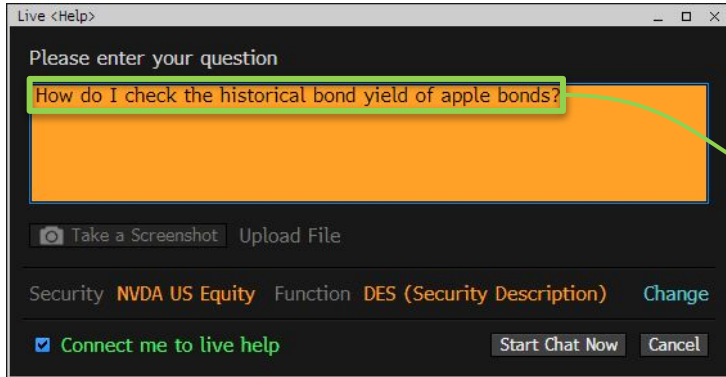 Live <Help>
Please enter your question
How do I check the historical bond yield of apple bonds?
Take a Screenshot Upload File
Security NVDA US Equity Function DES (Security Description) Change
Connect me to live help Start Chat Now Cancel